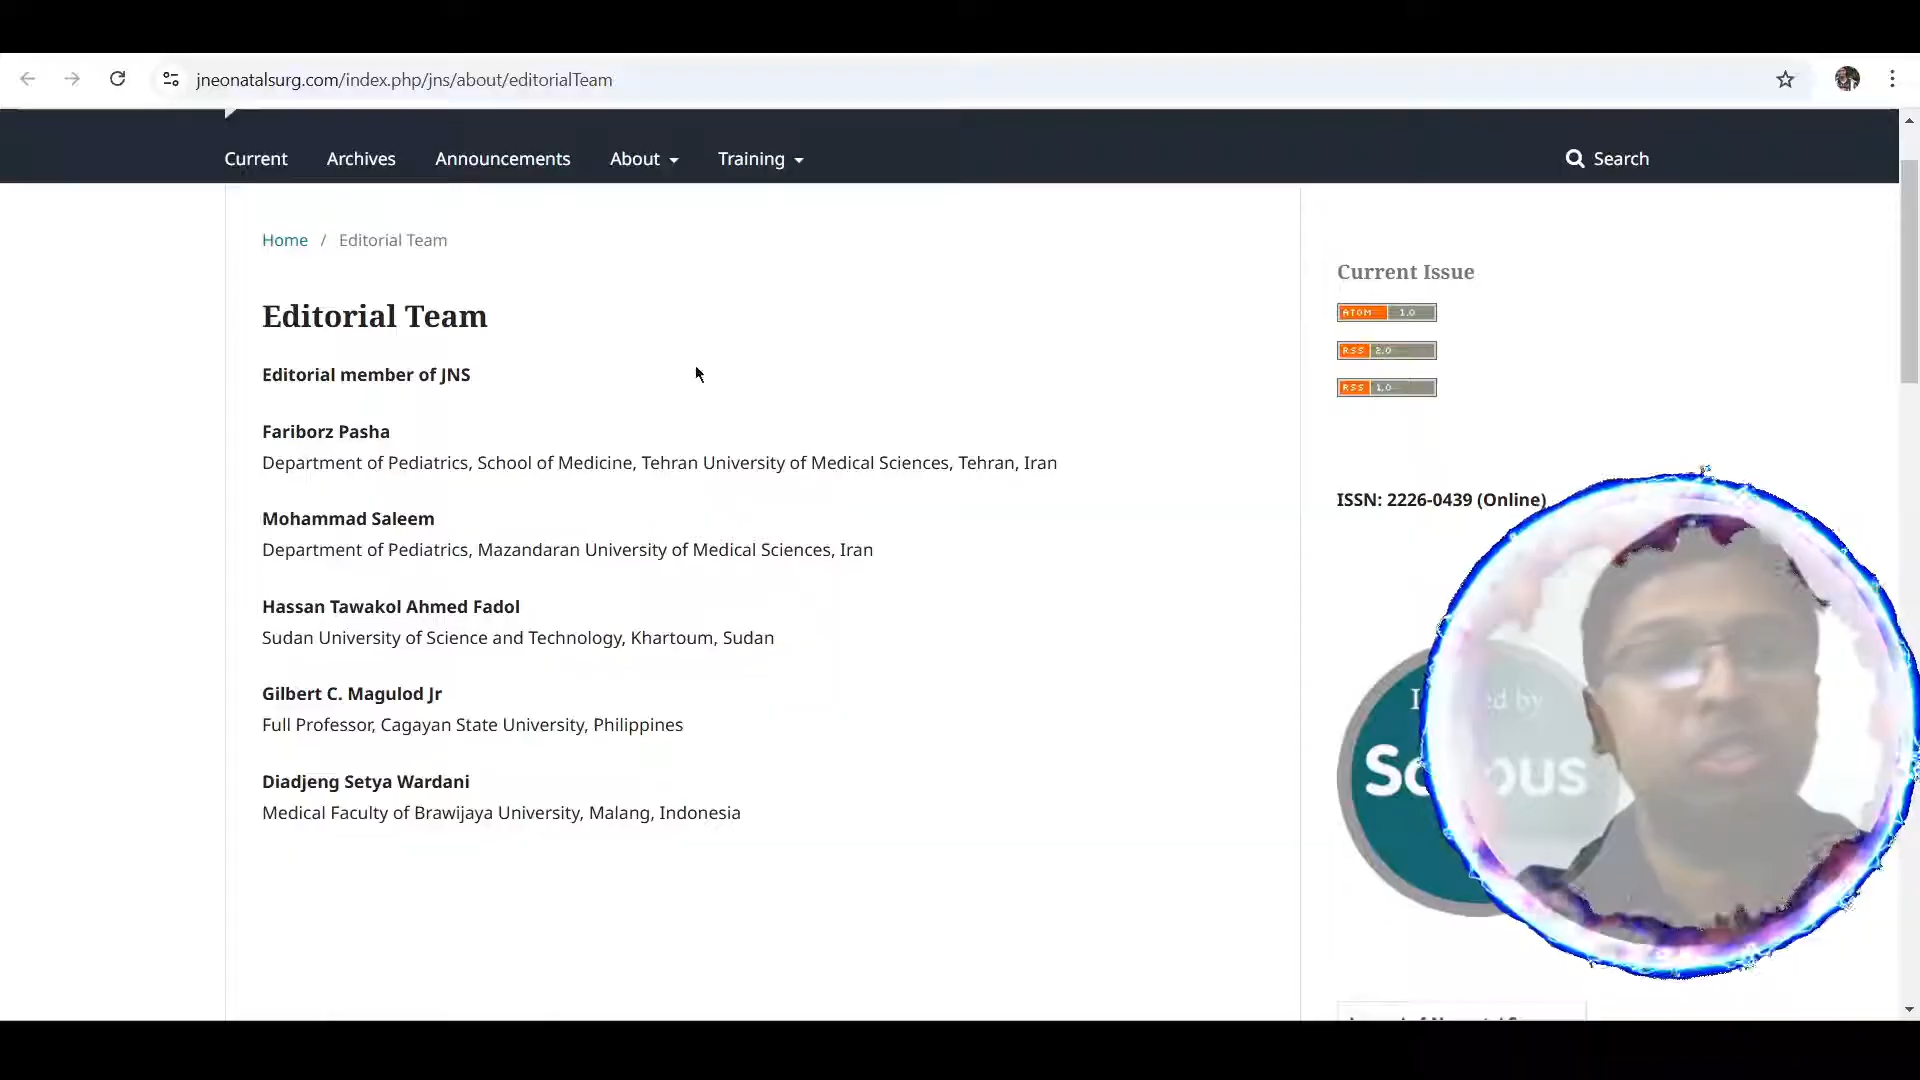 jneonatalsurg.com/index.php/jns/about/editorialTeam
Current Archives Announcements About Training Search
Home / Editorial Team
Editorial Team
Editorial member of JNS
Fariborz Pasha
Department of Pediatrics, School of Medicine, Tehran University of Medical Sciences, Tehran, Iran
Mohammad Saleem
Department of Pediatrics, Mazandaran University of Medical Sciences, Iran
Hassan Tawakol Ahmed Fadol
Sudan University of Science and Technology, Khartoum, Sudan
Gilbert C. Magulod Jr
Full Professor, Cagayan State University, Philippines
Diadjeng Setya Wardani
Medical Faculty of Brawijaya University, Malang, Indonesia
Current Issue
ATOM 1.0
RSS 2.0
RSS 1.0
ISSN: 2226-0439 (Online)
by